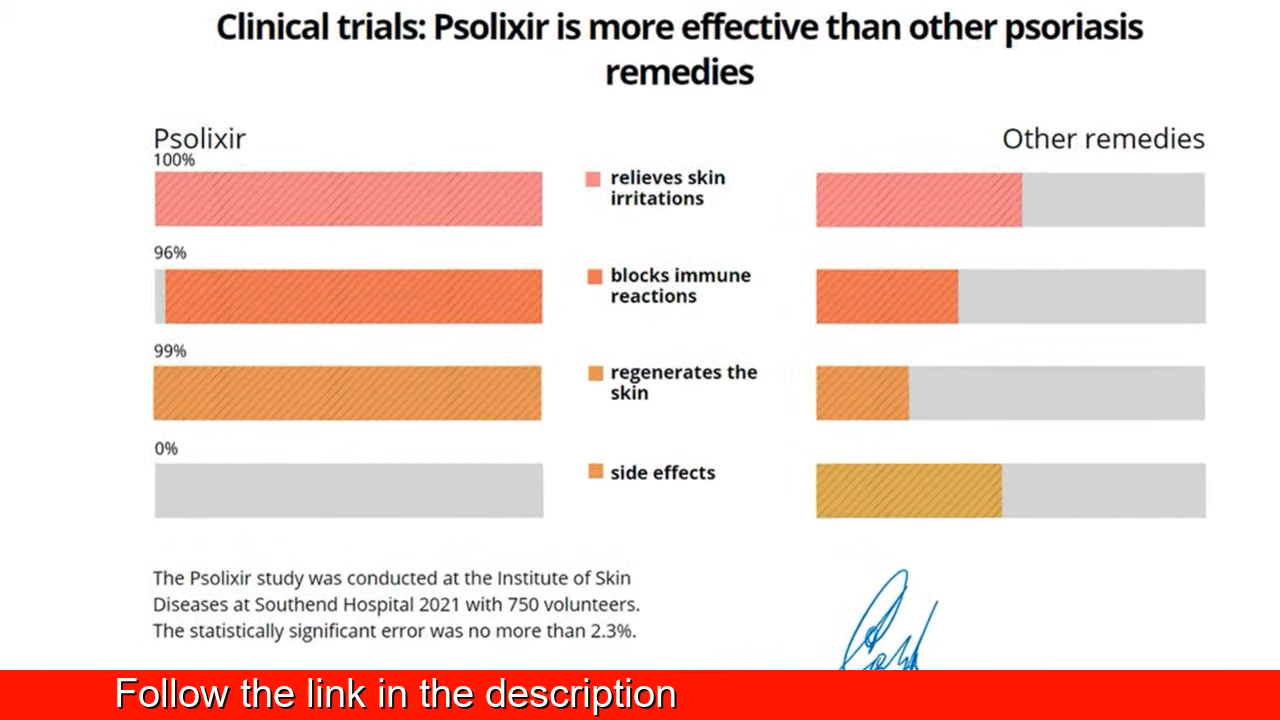 Clinical trials: Psolixir is more effective than other psoriasis
remedies
Psolixir
Other remedies
100%
relieves skin
irritations
96%
blocks immune
reactions
99%
regenerates the
skin
0%
side effects
The Psolixir study was conducted at the Institute of Skin
Diseases at Southend Hospital 2021 with 750 volunteers.
The statistically significant error was no more than 2.3%.
Follow the link in the description